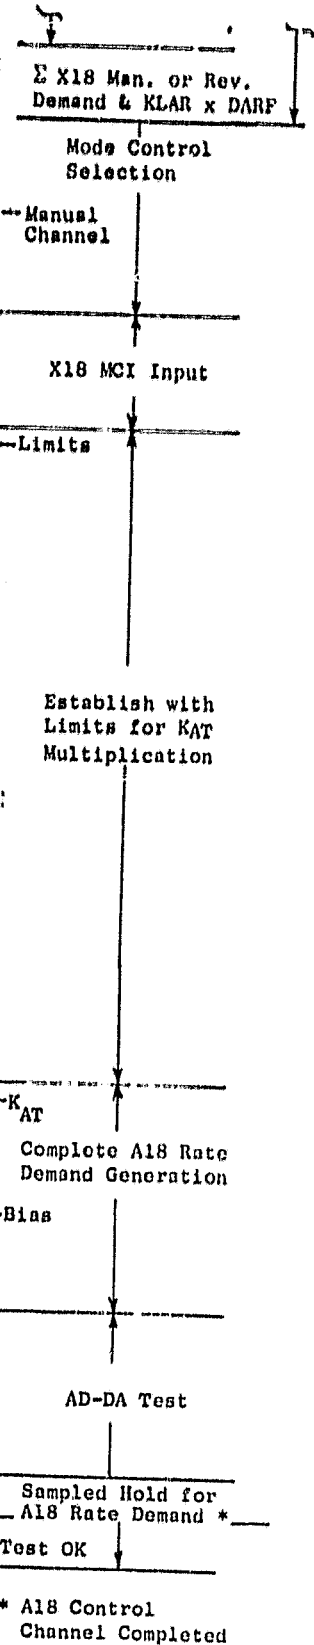 Σ X18 Man. or Rev.
Demand & KLAR x DARF
Mode Control
Selection
Manual
Channel
X18 MCI Input
Limits
Establish with
Limits for KAT
Multiplication
KAT
Complete A18 Rate
Demand Generation
Bias
AD-DA Test
Sampled Hold for
A18 Rate Demand *
Test OK
* A18 Control
Channel Completed